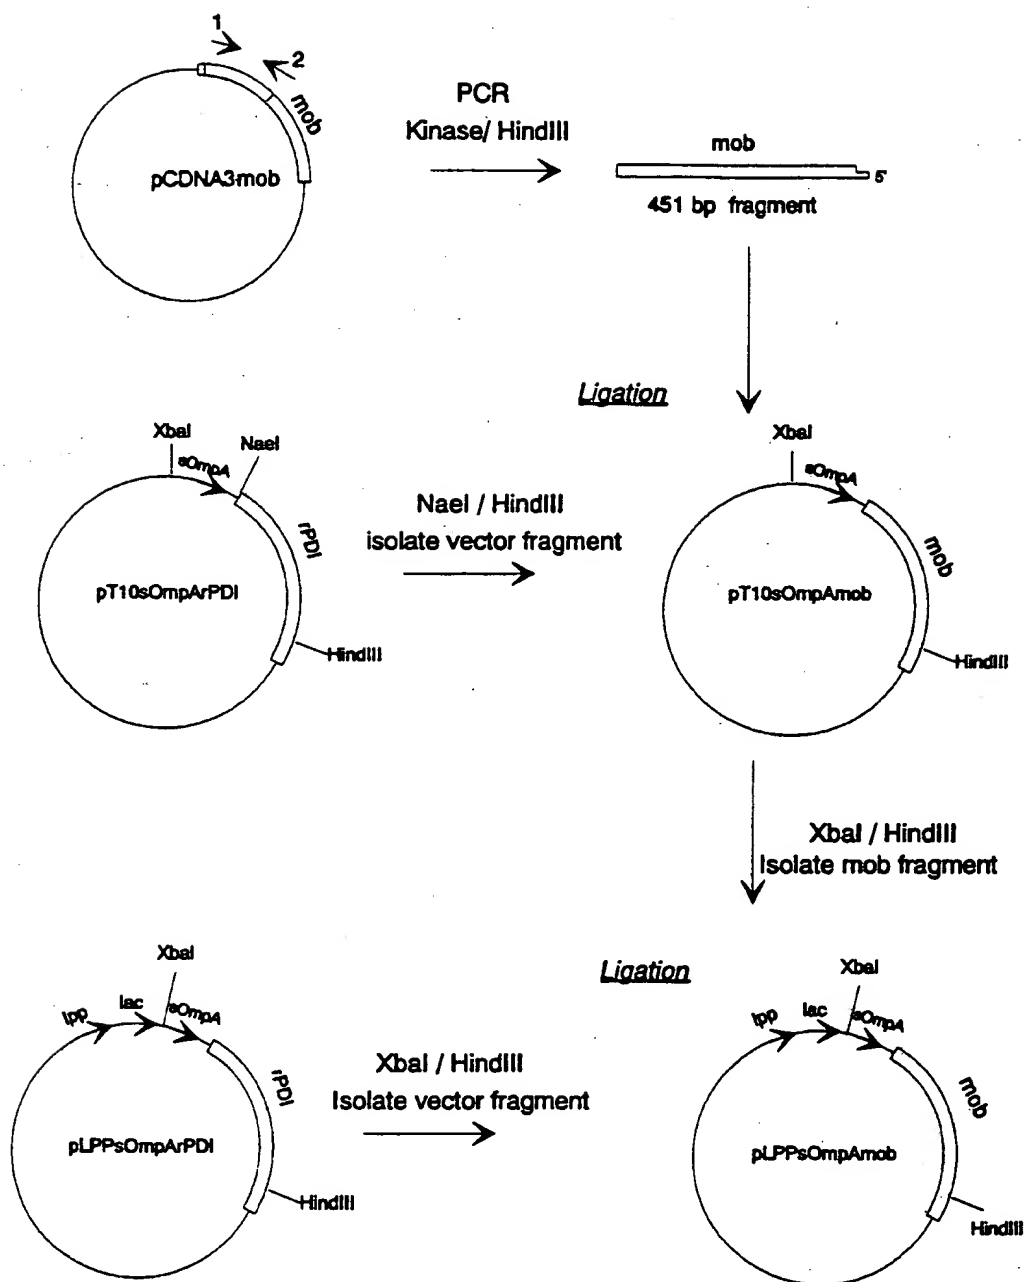 1
2
mob
pCDNA3mob
PCR
Kinase/ HindIII
mob
5'
451 bp fragment
Ligation
XbaI
sOmpA
NaeI
rPDI
pT10sOmpArPDI
HindIII
NaeI / HindIII
isolate vector fragment
XbaI
sOmpA
mob
pT10sOmpAmob
HindIII
XbaI / HindIII
Isolate mob fragment
Ligation
XbaI
lpp
lac
sOmpA
rPDI
pLPPsOmpArPDI
HindIII
XbaI / HindIII
Isolate vector fragment
XbaI
lpp
lac
sOmpA
mob
pLPPsOmpAmob
HindIII